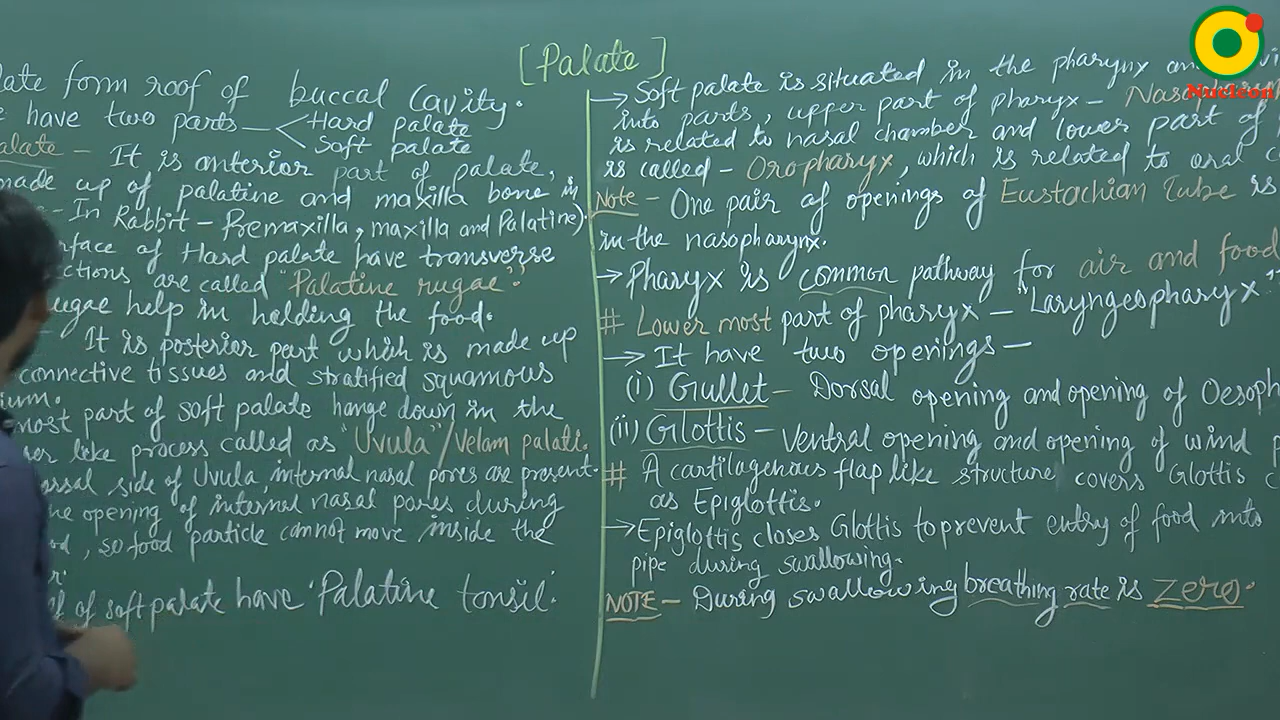 [Palate]
late form roof of buccal Cavity.
e have two parts — Hard palate
Soft palate
alate - It is anterior part of palate,
made up of palatine and maxilla bone in
- In Rabbit - Premaxilla, maxilla and Palatine)
rface of Hard palate have transverse
ctions are called "Palatine rugae."
ugae help in holding the food.
It is posterior part which is made up
connective tissues and stratified squamous
ium.
most part of soft palate hange down in the
er like process called as "Uvula"/Velam palati.
rsal side of Uvula, internal nasal pores are present.
he opening of internal nasal pores during
od, so food particle cannot move inside the
r.
of soft palate have 'Palatine tonsil.
→ Soft palate is situated in the pharynx and
into parts, upper part of pharyx -
is related to nasal chamber and lower part of
is called - Oropharyx, which is related to oral c
Note - One pair of openings of Eustachian tube is
in the nasopharynx.
→ Pharyx is common pathway for air and food
# Lower most part of pharyx - "Laryngeopharyx"
→ It have two openings —
(i) Gullet - Dorsal opening and opening of Oesoph
(ii) Glottis - Ventral opening and opening of wind p
# A cartilagenous flap like structure covers Glottis c
as Epiglottis.
→ Epiglottis closes Glottis to prevent entry of food into
pipe during swallowing.
NOTE - During swallowing breathing rate is zero.
Nucleon